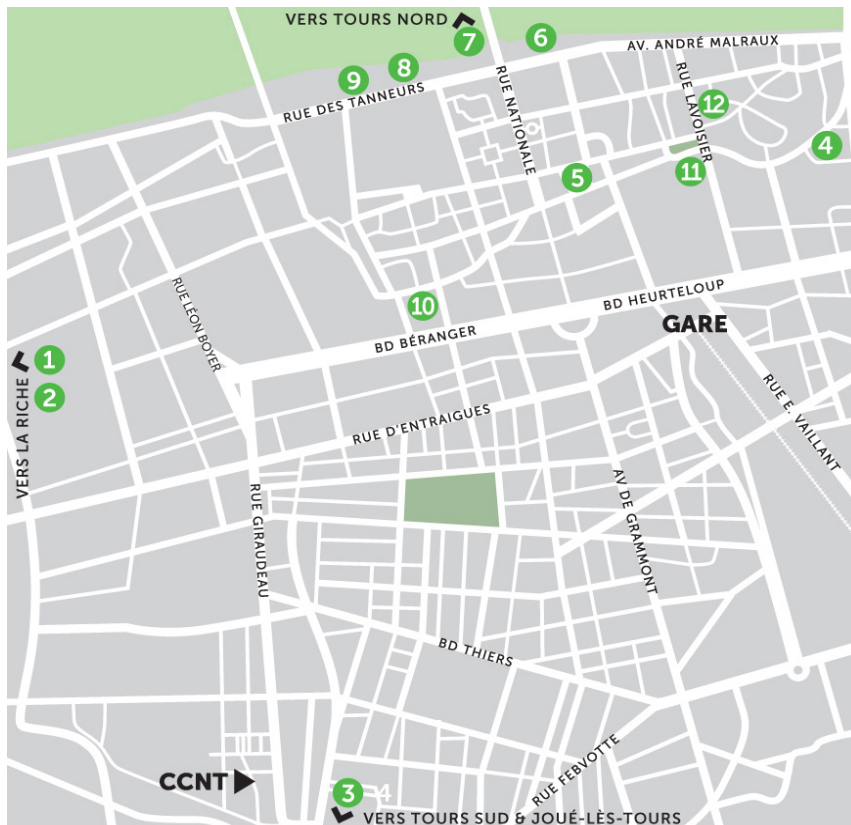 VERS TOURS NORD
7
6
AV. ANDRÉ MALRAUX
8
9
RUE DES TANNEURS
RUE NATIONALE
RUE LAVOISIER
12
4
5
11
RUE LÉON BOYER
10
BD HEURTELOUP
BD BÉRANGER
GARE
1
2
VERS LA RICHE
RUE D'ENTRAIGUES
RUE E. VAILLANT
RUE GIRAUDEAU
AV DE GRAMMONT
BD THIERS
RUE FEBVOTTE
CCNT
3
4
VERS TOURS SUD & JOUÉ-LÈS-TOURS